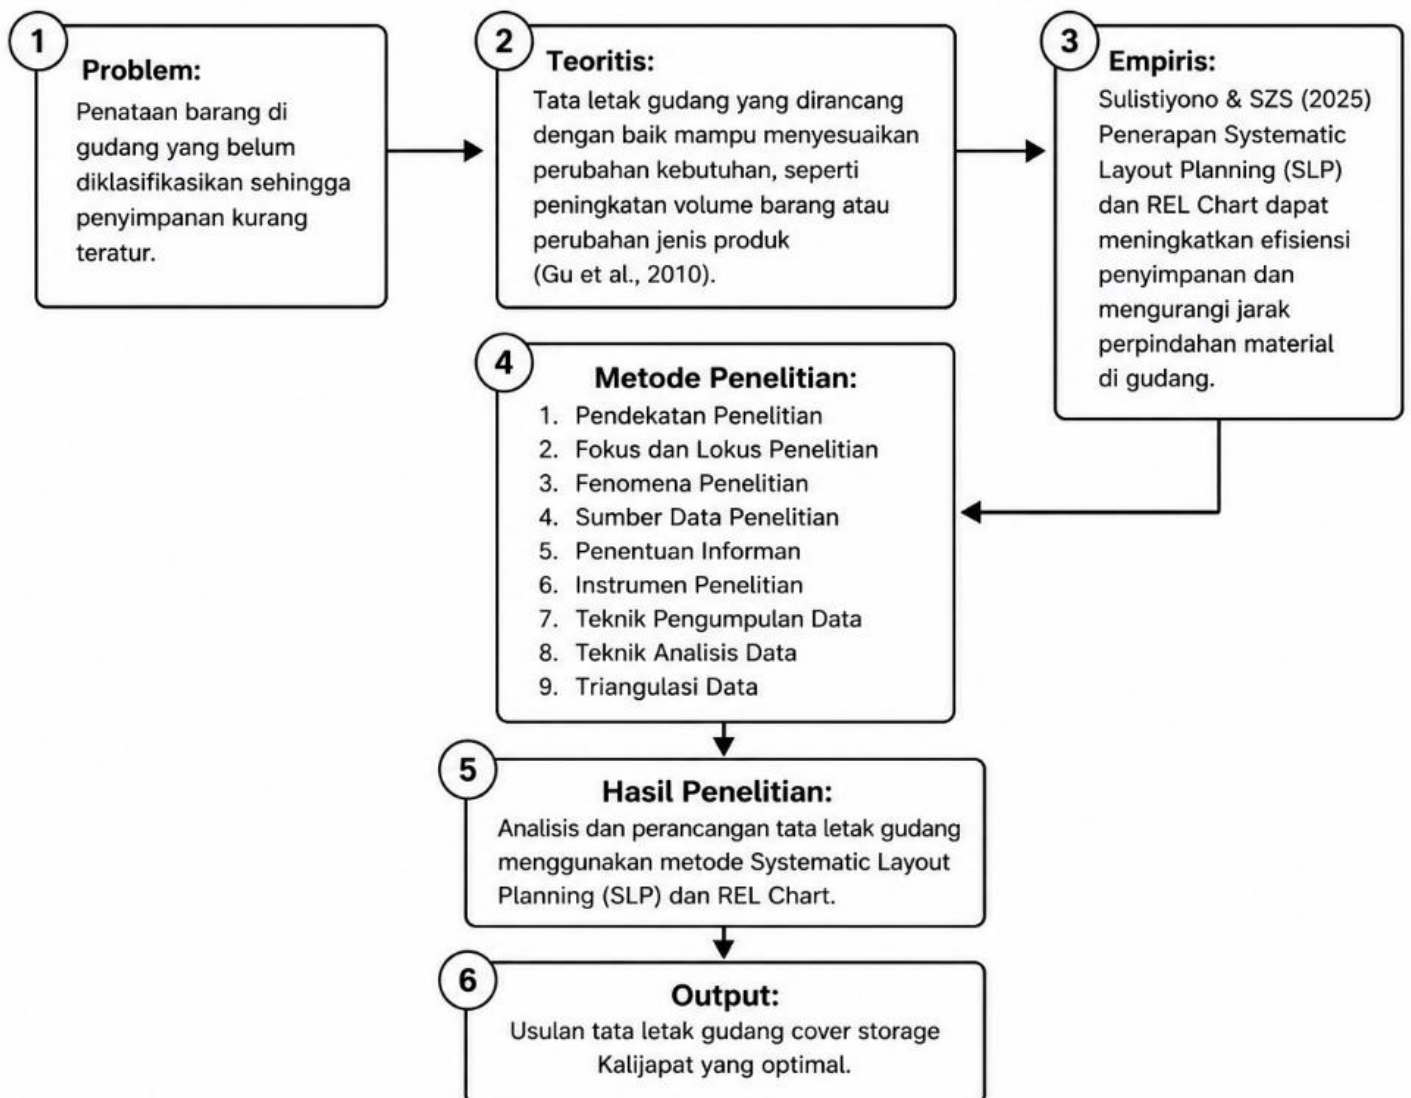 1
Problem:
Penataan barang di
gudang yang belum
diklasifikasikan sehingga
penyimpanan kurang
teratur.
2
Teoritis:
Tata letak gudang yang dirancang
dengan baik mampu menyesuaikan
perubahan kebutuhan, seperti
peningkatan volume barang atau
perubahan jenis produk
(Gu et al., 2010).
3
Empiris:
Sulistiyono & SZS (2025)
Penerapan Systematic
Layout Planning (SLP)
dan REL Chart dapat
meningkatkan efisiensi
penyimpanan dan
mengurangi jarak
perpindahan material
di gudang.
4
Metode Penelitian:
1. Pendekatan Penelitian
2. Fokus dan Lokus Penelitian
3. Fenomena Penelitian
4. Sumber Data Penelitian
5. Penentuan Informan
6. Instrumen Penelitian
7. Teknik Pengumpulan Data
8. Teknik Analisis Data
9. Triangulasi Data
5
Hasil Penelitian:
Analisis dan perancangan tata letak gudang
menggunakan metode Systematic Layout
Planning (SLP) dan REL Chart.
6
Output:
Usulan tata letak gudang cover storage
Kalijapat yang optimal.